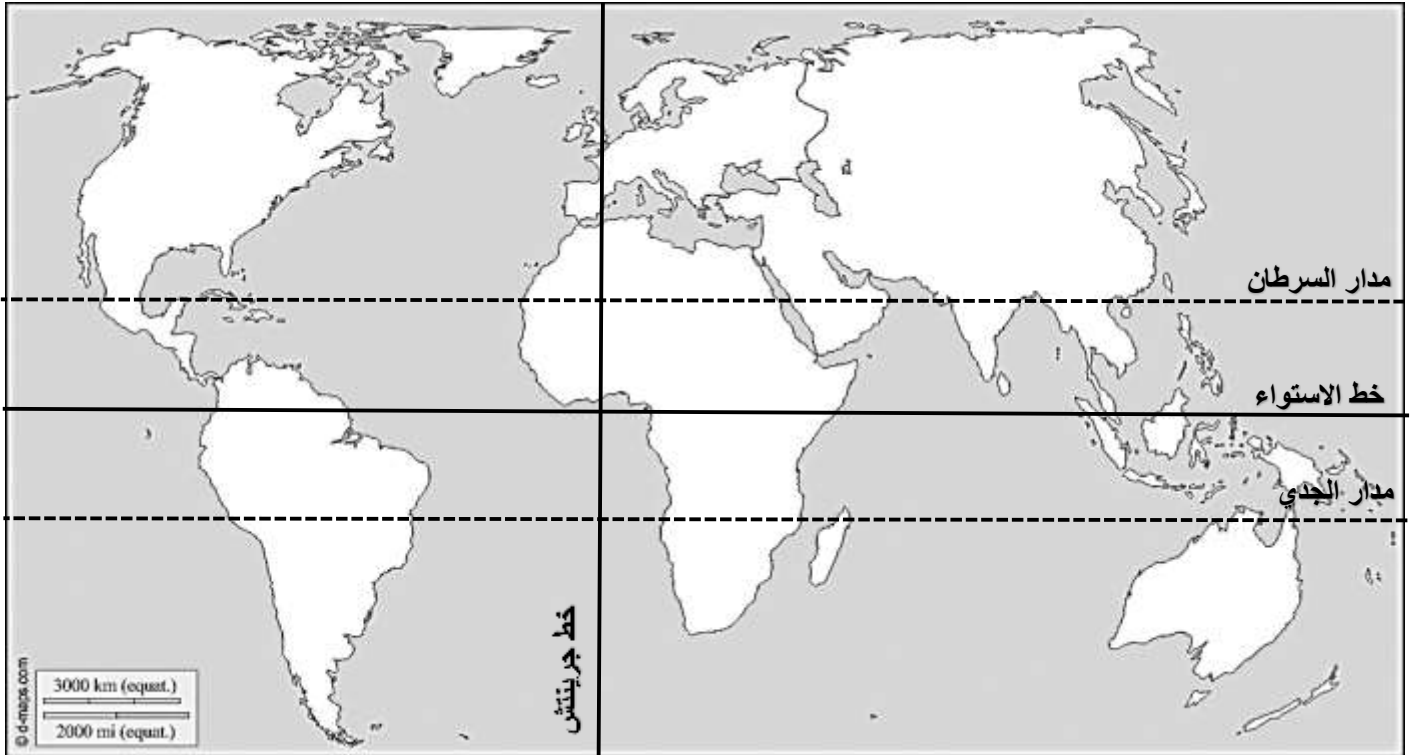 مدار السرطان
خط الاستواء
مدار الجدي
خط جرينتش
3000 km (equat.)
2000 mi (equat.)
© d-maps.com